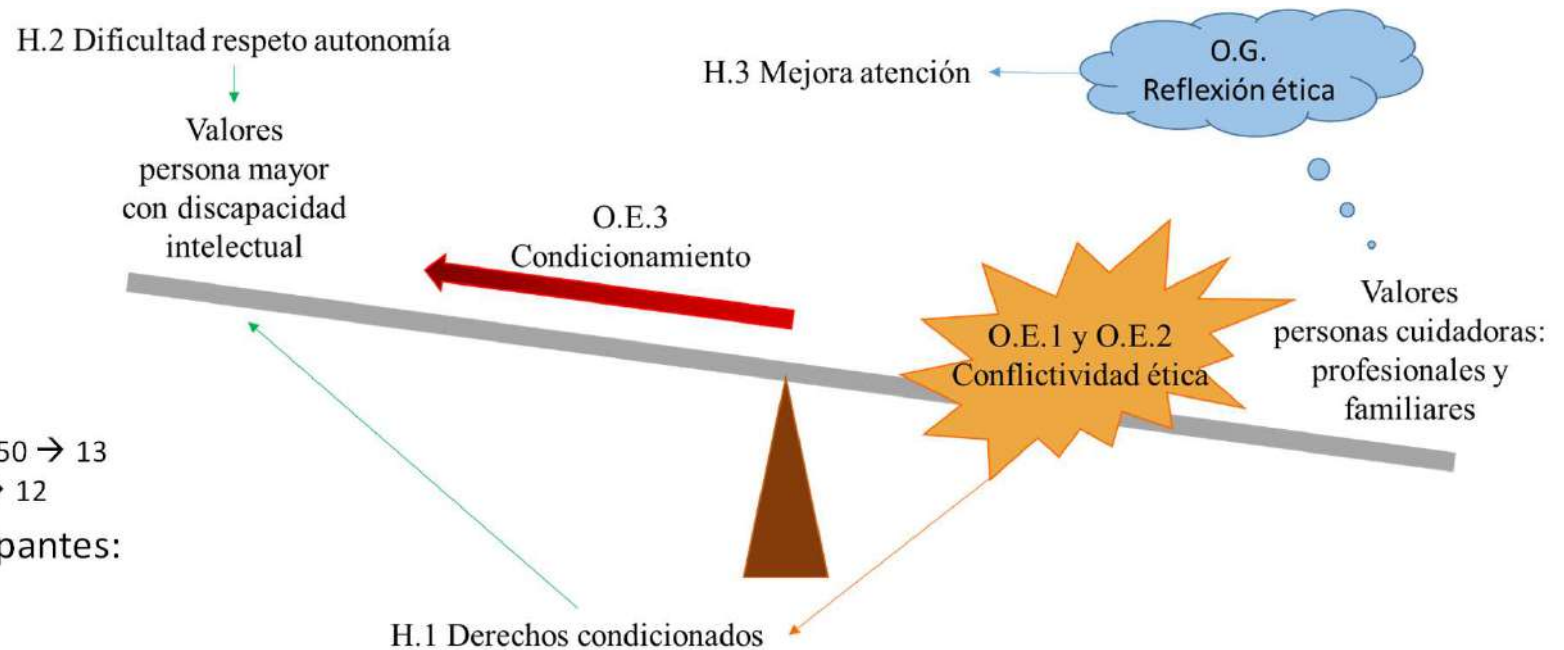 H.2 Dificultad respeto autonomía
Valores
persona mayor
con discapacidad
intelectual
O.E.3
Condicionamiento
H.3 Mejora atención
O.G.
Reflexión ética
O.E.1 y O.E.2
Conflictividad ética
Valores
personas cuidadoras:
profesionales y
familiares
50 → 13
12
pantes:
H.1 Derechos condicionados